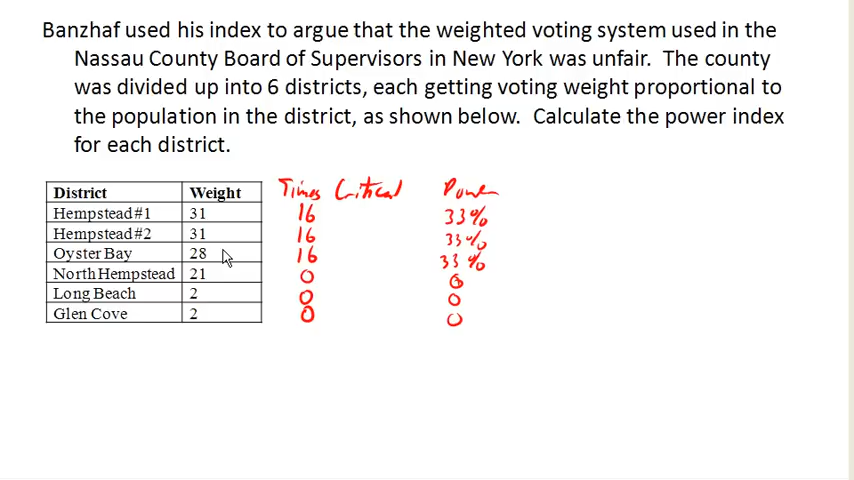 Banzhaf used his index to argue that the weighted voting system used in the
Nassau County Board of Supervisors in New York was unfair. The county
was divided up into 6 districts, each getting voting weight proportional to
the population in the district, as shown below. Calculate the power index
for each district.
District Weight Times Critical Power
Hempstead #1 31 16 33%
Hempstead #2 31 16 33%
Oyster Bay 28 16 33%
North Hempstead 21 0 0
Long Beach 2 0 0
Glen Cove 2 0 0